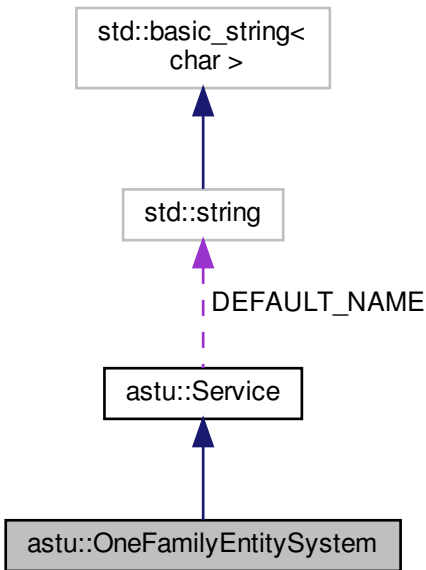 std::basic_string<
char >
std::string
DEFAULT_NAME
astu::Service
astu::OneFamilyEntitySystem